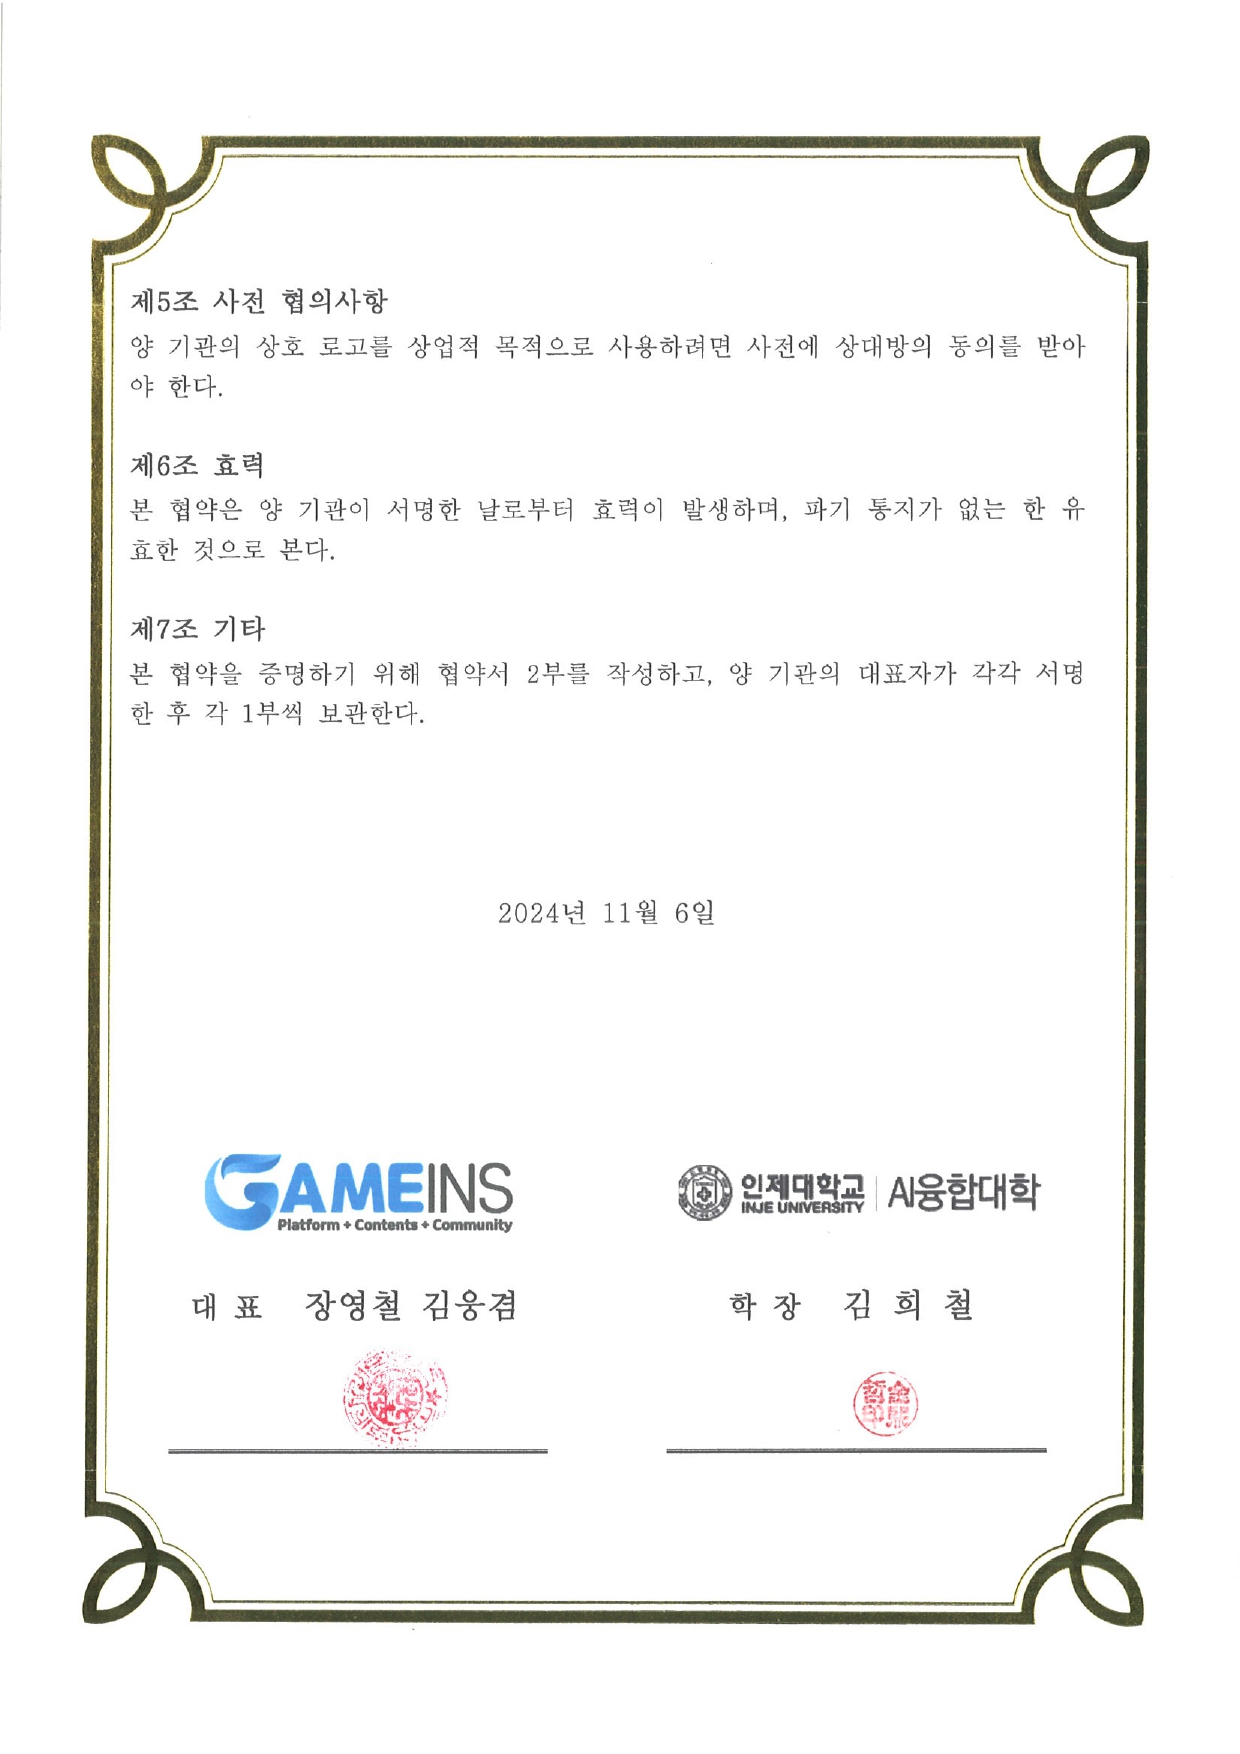 제5조 사전 협의사항
양 기관의 상호 로고를 상업적 목적으로 사용하려면 사전에 상대방의 동의를 받아
야 한다.
제6조 효력
본 협약은 양 기관이 서명한 날로부터 효력이 발생하며, 파기 통지가 없는 한 유
효한 것으로 본다.
제7조 기타
본 협약을 증명하기 위해 협약서 2부를 작성하고, 양 기관의 대표자가 각각 서명
한 후 각 1부씩 보관한다.
2024년 11월 6일
GAMEINS
Platform + Contents + Community
인제대학교
INJE UNIVERSITY
AI융합대학
대 표 장영철 김웅겸
학 장 김 희 철